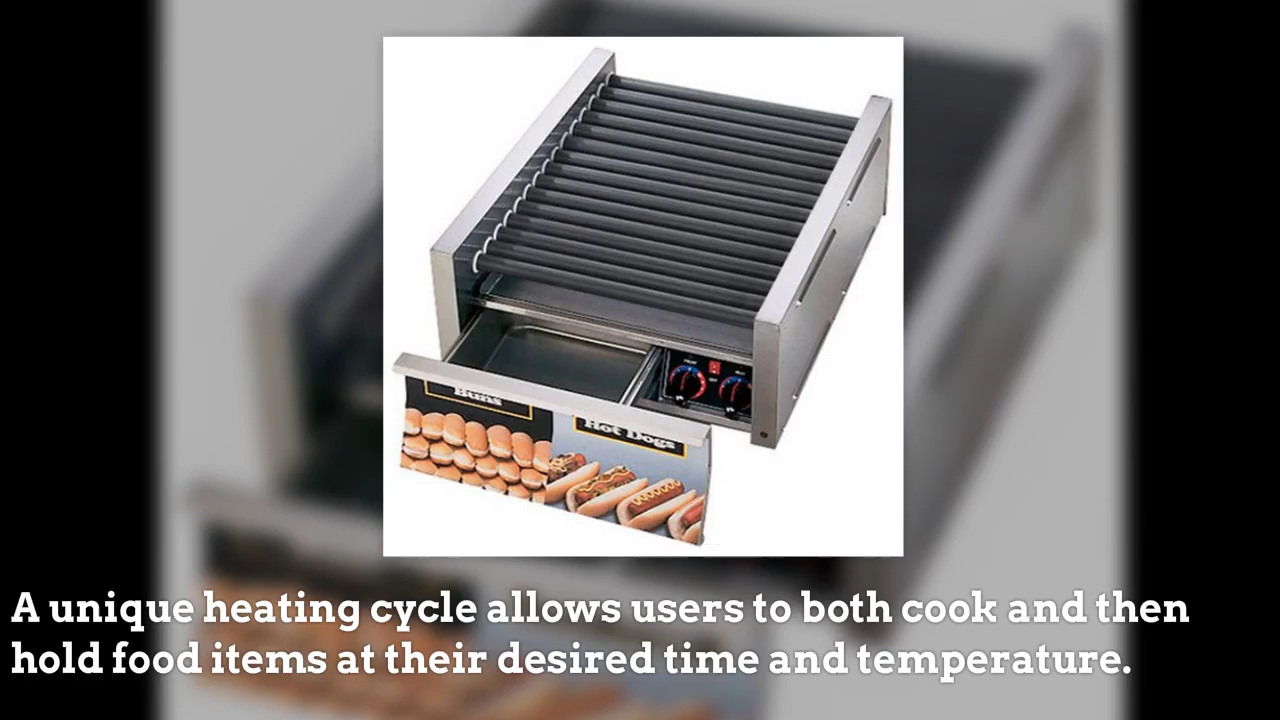 Buns
Hot Dogs
A unique heating cycle allows users to both cook and then
hold food items at their desired time and temperature.